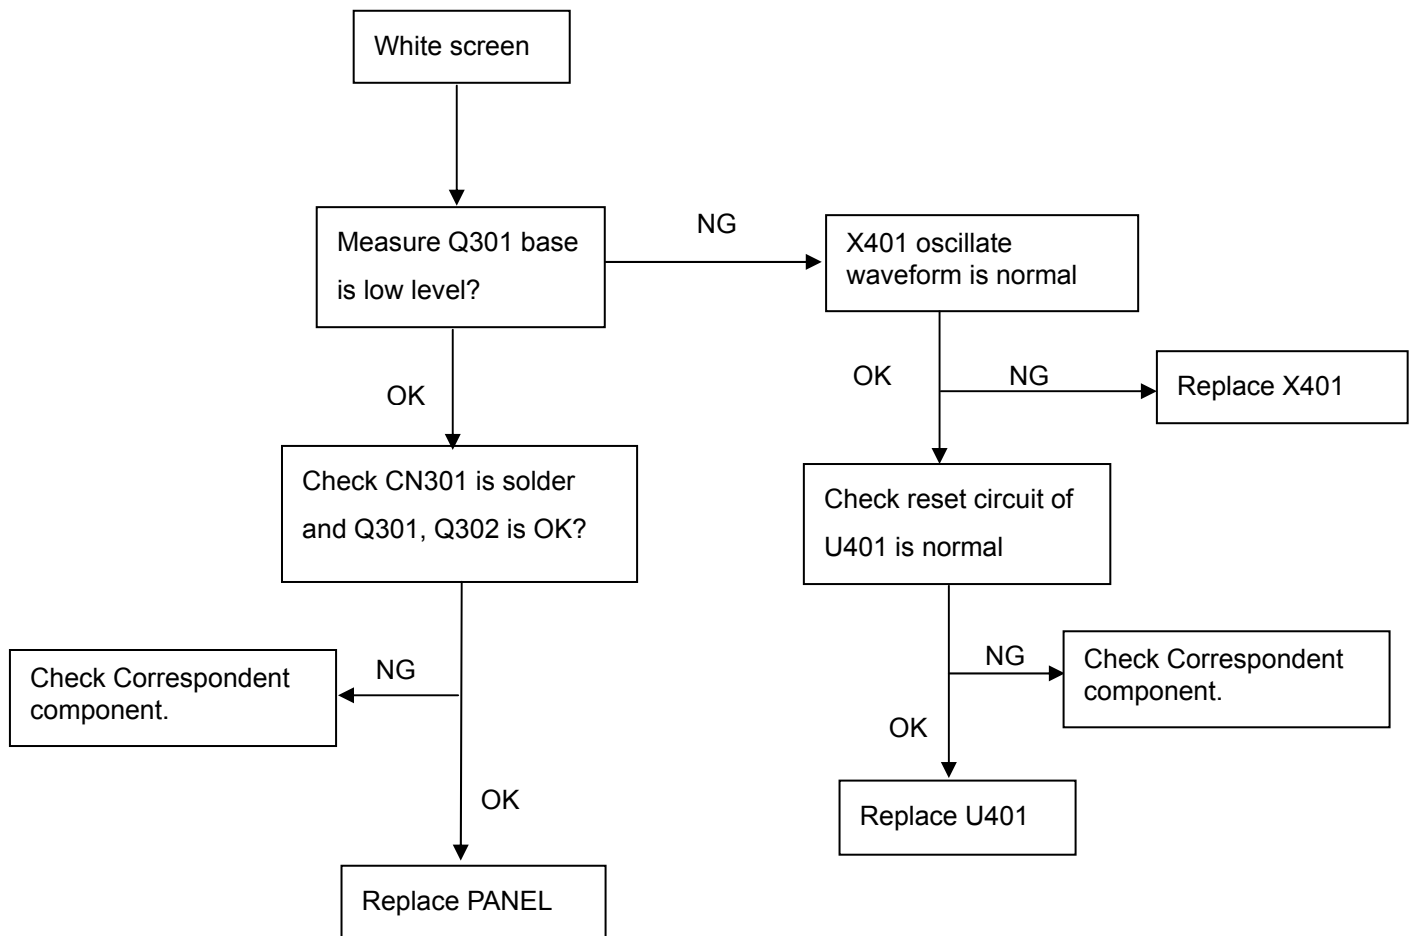 White screen
Measure Q301 base
is low level?
NG
X401 oscillate
waveform is normal
OK
NG
Replace X401
OK
Check CN301 is solder
and Q301, Q302 is OK?
Check reset circuit of
U401 is normal
NG
Check Correspondent
component.
NG
Check Correspondent
component.
OK
Replace U401
OK
Replace PANEL